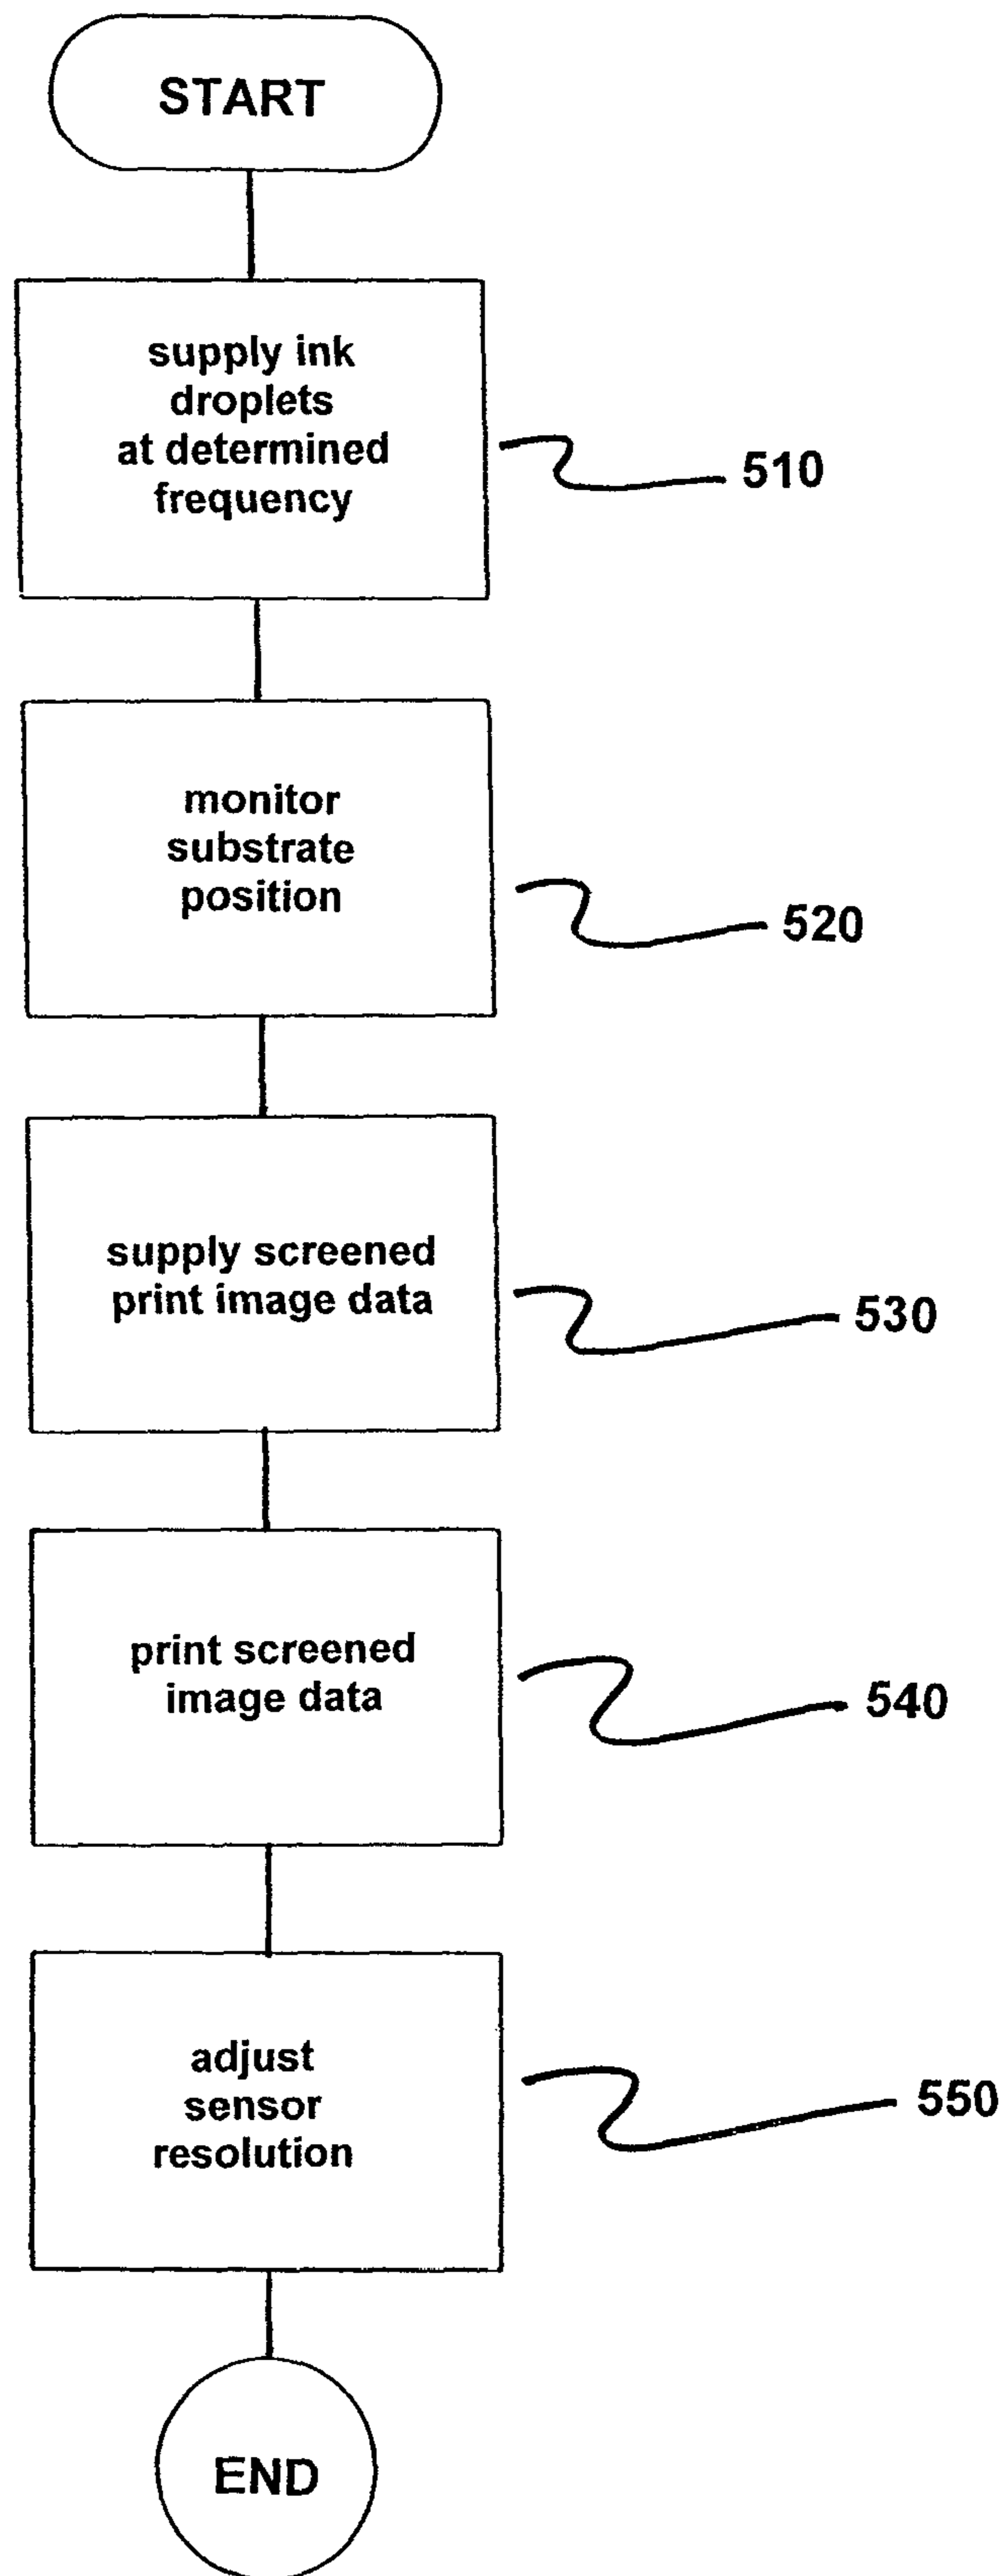 START
supply ink
droplets
at determined
frequency
510
monitor
substrate
position
520
supply screened
print image data
530
print screened
image data
540
adjust
sensor
resolution
550
END